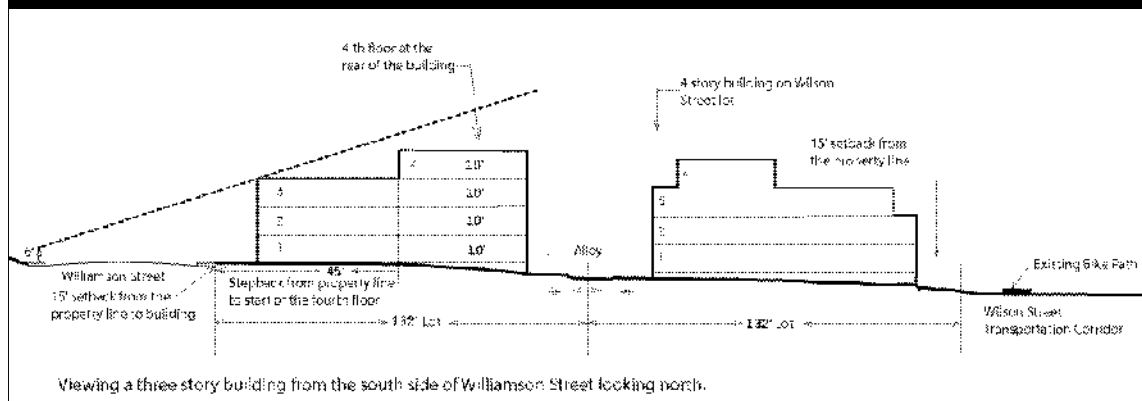 4 th floor at the
rear of the building
4 story building on Wilson
Street lot
15' setback from
the property line
4
10'
3
10'
2
10'
1
10'
4
3
2
1
6'
Williamson Street
15' setback from the
property line to building
45'
Stepback from property line
to start of the fourth floor
Alley
Existing Bike Path
Wilson Street
Transportation Corridor
132' Lot
132' Lot
Viewing a three story building from the south side of Williamson Street looking north.